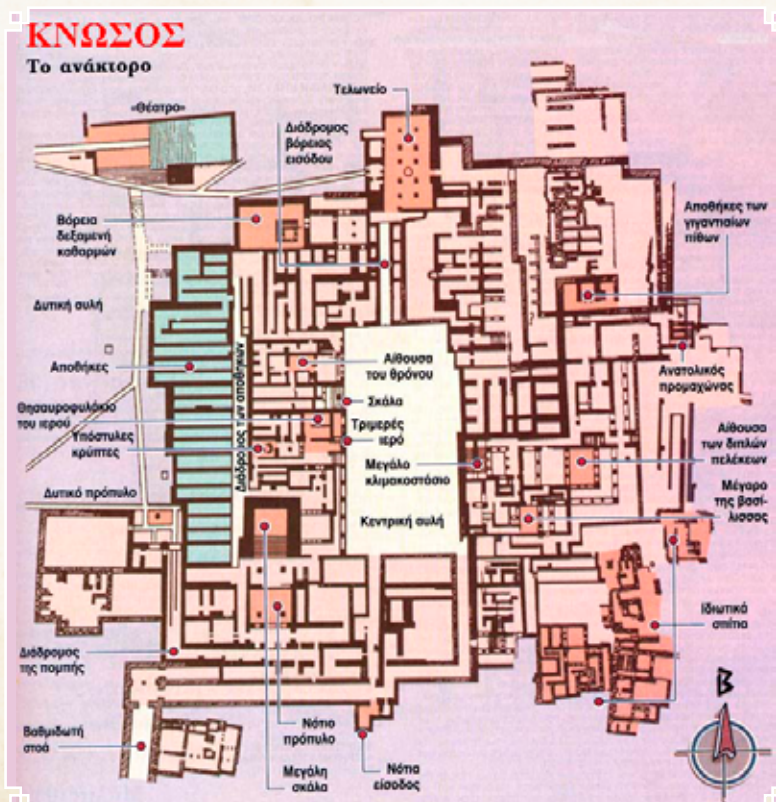 ΚΝΩΣΟΣ
Το ανάκτορο
Τελωνείο
«Θέατρο»
Διάδρομος
βόρειας
εισόδου
Αποθήκες των
γιγαντιαίων
πίθων
Βόρεια
δεξαμενή
καθαρμών
Δυτική αυλή
Αποθήκες
Διάδρομος των αποθηκών
Αίθουσα
του θρόνου
Ανατολικός
προμαχώνας
Σκάλα
Θησαυροφυλάκιο
του ιερού
Τριμερές
ιερό
Υπόστυλες
κρύπτες
Αίθουσα
των διπλών
πελέκεων
Μεγάλο
κλιμακοστάσιο
Μέγαρο
της βασί-
λισσας
Δυτικό πρόπυλο
Κεντρική αυλή
Ιδιωτικά
σπίτια
Διάδρομος
της πομπής
Β
Βαθμιδωτή
στοά
Νότιο
πρόπυλο
Μεγάλη
σκάλα
Νότια
είσοδος